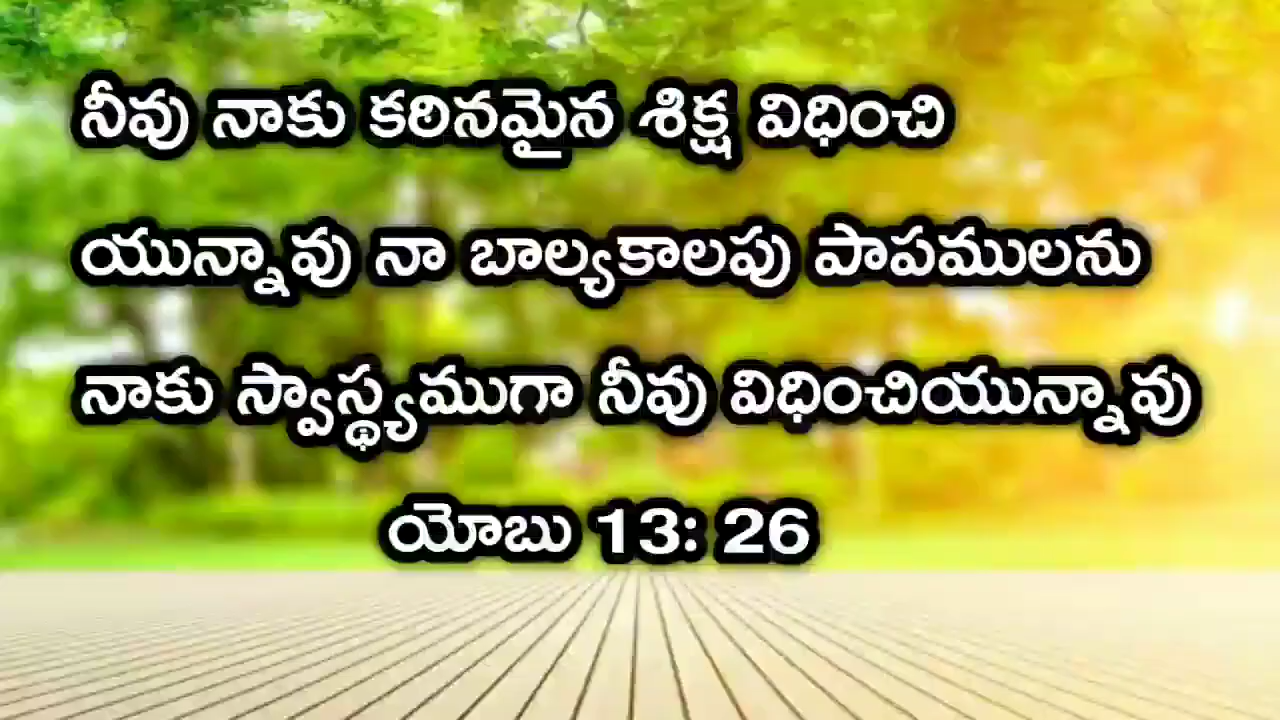 నీవు నాకు కఠినమైన శిక్ష విధించి
యున్నావు నా బాల్యకాలపు పాపములను
నాకు స్వాస్థ్యముగా నీవు విధించియున్నావు
యోబు 13: 26